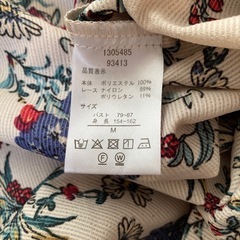 1305485
93413
品質表示
本体 ポリエステル 100%
レース ナイロン 89%
ポリウレタン 11%
サイズ
バスト 79-87
身長 154-162
M